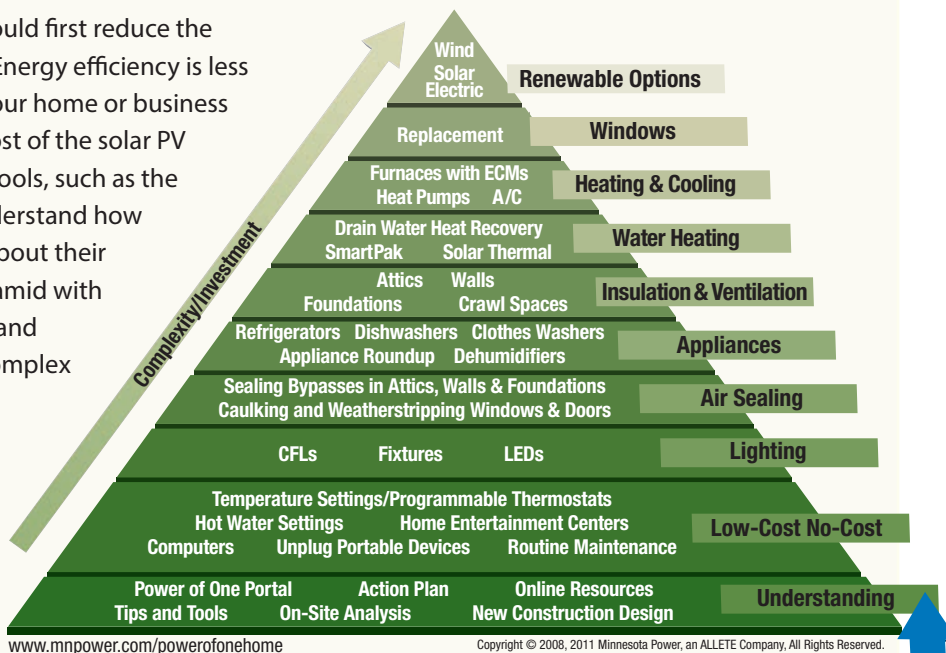 ould first reduce the
Energy efficiency is less
our home or business
st of the solar PV
ools, such as the
derstand how
bout their
amid with
and
omplex
Complexity/Investment
Wind
Solar
Electric
Renewable Options
Replacement
Windows
Furnaces with ECMs
Heat Pumps A/C
Heating & Cooling
Drain Water Heat Recovery
SmartPak Solar Thermal
Water Heating
Attics Walls
Foundations Crawl Spaces
Insulation & Ventilation
Refrigerators Dishwashers Clothes Washers
Appliance Roundup Dehumidifiers
Appliances
Sealing Bypasses in Attics, Walls & Foundations
Caulking and Weatherstripping Windows & Doors
Air Sealing
CFLs Fixtures LEDs
Lighting
Temperature Settings/Programmable Thermostats
Hot Water Settings Home Entertainment Centers
Computers Unplug Portable Devices Routine Maintenance
Low-Cost No-Cost
Power of One Portal Action Plan Online Resources
Tips and Tools On-Site Analysis New Construction Design
Understanding
www.mnpower.com/powerofonehome
Copyright © 2008, 2011 Minnesota Power, an ALLETE Company, All Rights Reserved.